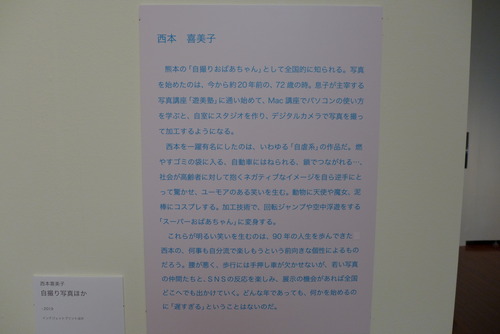 西本　喜美子
熊本の「自撮りおばあちゃん」として全国的に知られる。写真
を始めたのは、今から約20年前の、72歳の時。息子が主宰する
写真講座「遊美塾」に通い始めて、Mac講座でパソコンの使い方
を学ぶと、自室にスタジオを作り、デジタルカメラで写真を撮っ
て加工するようになる。
西本を一躍有名にしたのは、いわゆる「自虐系」の作品だ。燃
やすゴミの袋に入る、自動車にはねられる、鎖でつながれる…、
社会が高齢者に対して抱くネガティブなイメージを自ら逆手にと
って驚かせ、ユーモアのある笑いを生む。動物に天使や魔女、泥
棒にコスプレする。加工技術で、回転ジャンプや空中浮遊をする
「スーパーおばあちゃん」に変身する。
これらが明るい笑いを生むのは、90年の人生を歩んできた
西本の、何事も自分流で楽しもうという前向きな個性によるもの
だろう。腰が悪く、歩行には手押し車が欠かせないが、若い写真
の仲間たちと、SNSの反応を楽しみ、展示の機会があれば全国
どこへでも出かけていく。どんな年であっても、何かを始めるの
に「遅すぎる」ということはないのだ。
西本喜美子
自撮り写真ほか